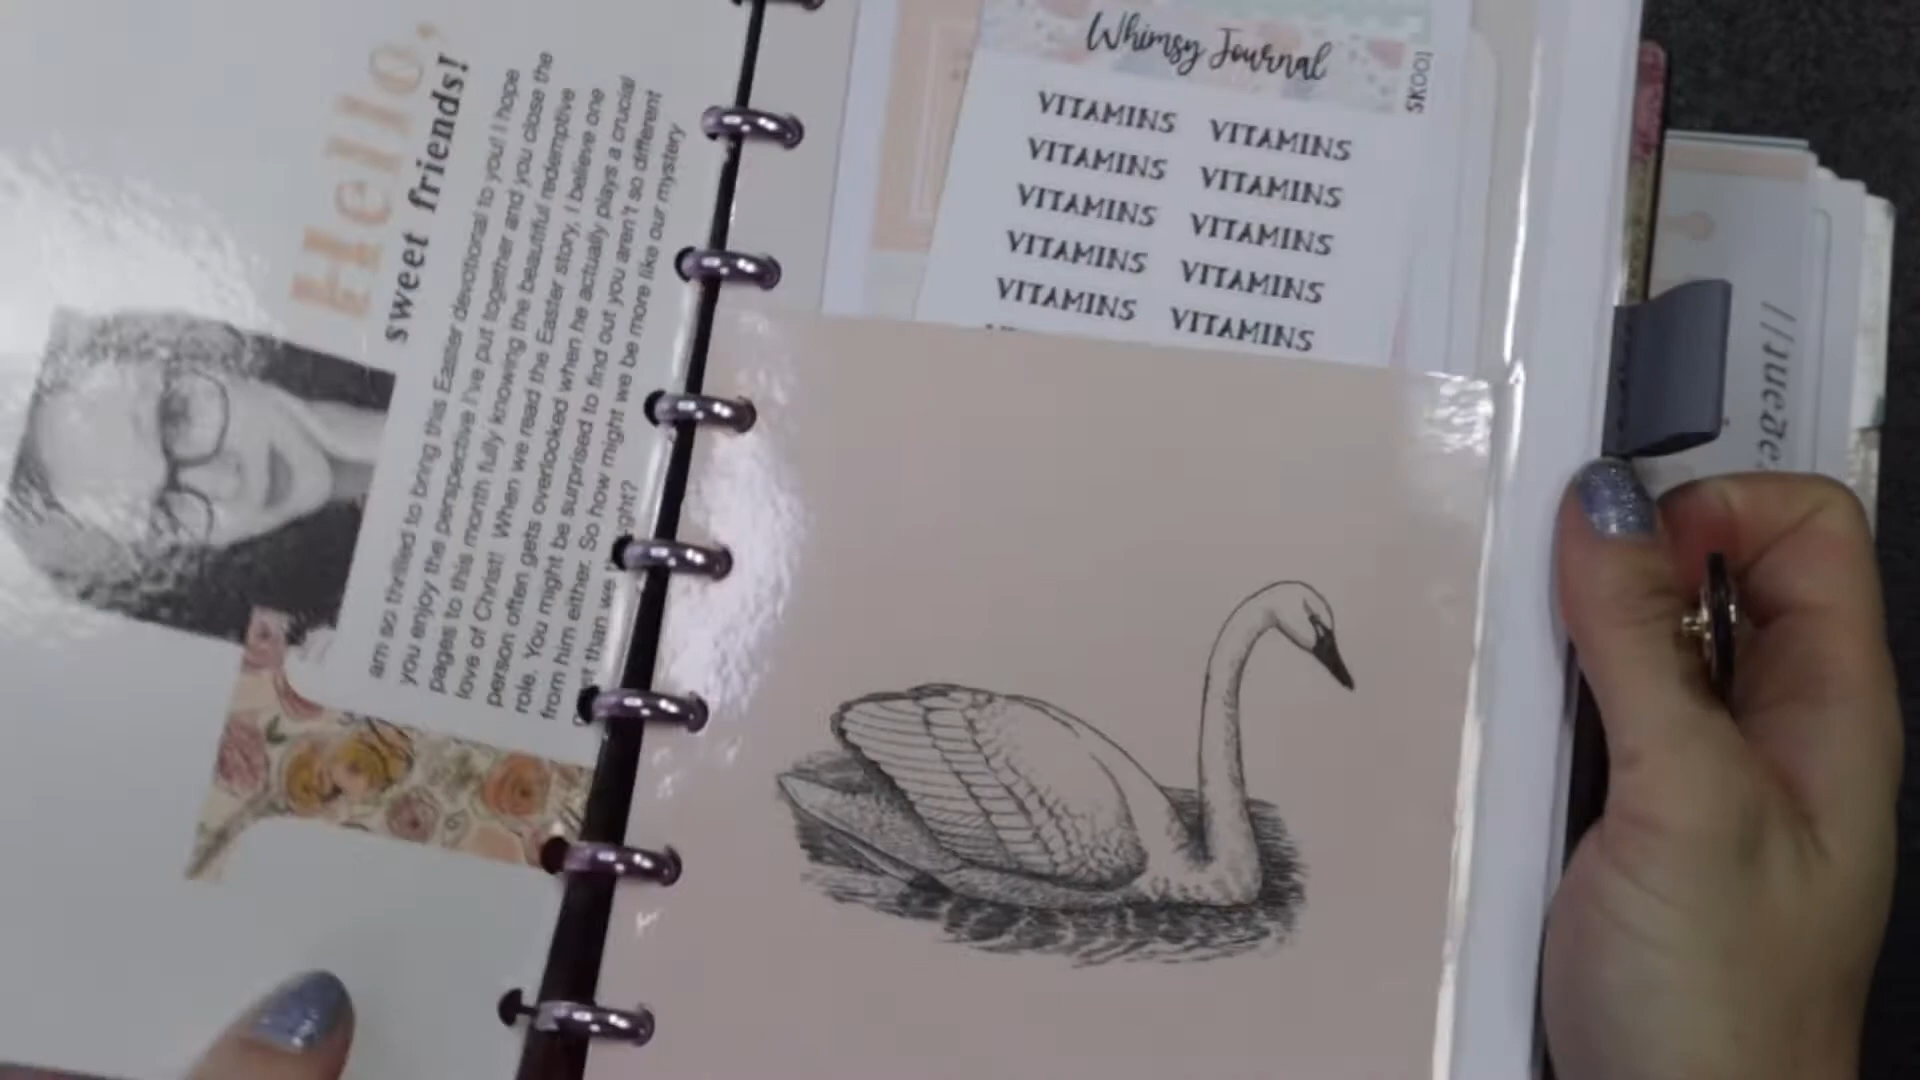 Hello,
sweet friends!
am so thrilled to bring this Easter devotional to you! I hope
you enjoy the perspective I've put together and you close the
pages to this month fully knowing the beautiful redemptive
love of Christ! When we read the Easter story, I believe one
person often gets overlooked when he actually plays a crucial
role. You might be surprised to find out you aren't so different
from him either. So how might we be more like our mystery
than we
Whimsy Journal
SK001
VITAMINS VITAMINS
VITAMINS VITAMINS
VITAMINS VITAMINS
VITAMINS VITAMINS
VITAMINS VITAMINS